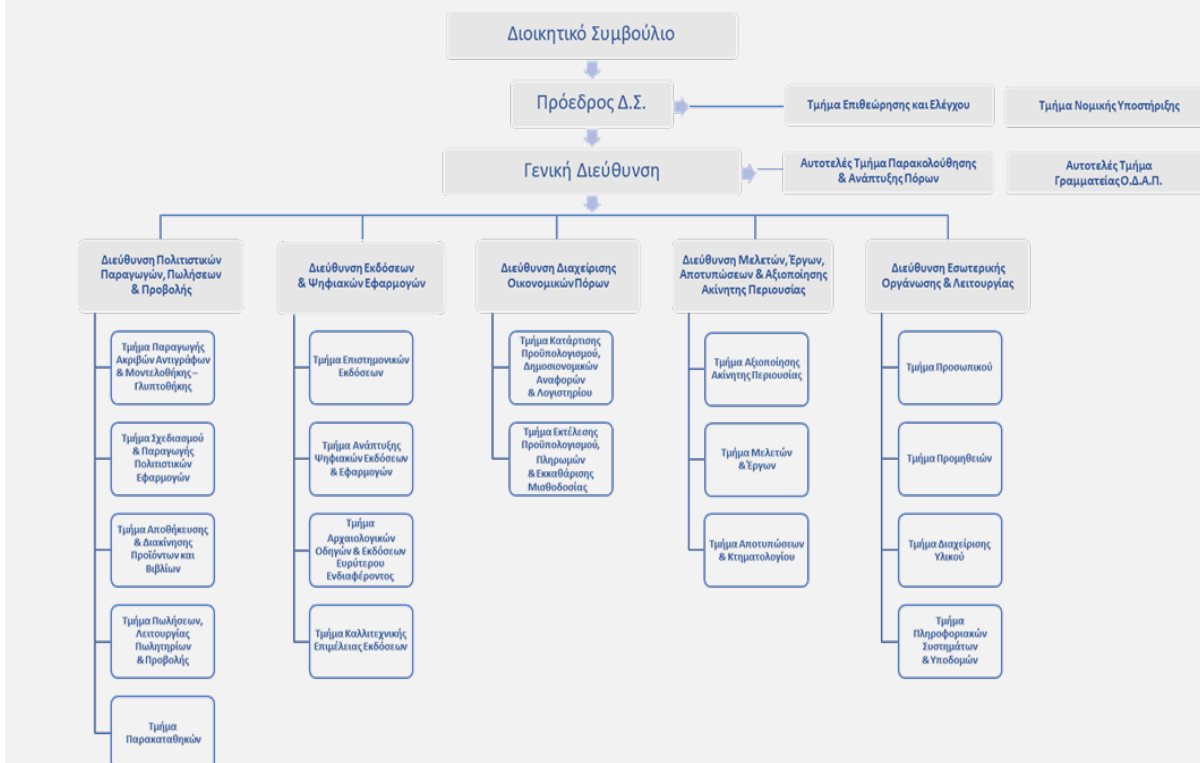 Διοικητικό Συμβούλιο
Πρόεδρος Δ.Σ.
Τμήμα Επιθεώρησης και Ελέγχου
Τμήμα Νομικής Υποστήριξης
Γενική Διεύθυνση
Αυτοτελές Τμήμα Παρακολούθησης
& Ανάπτυξης Πόρων
Αυτοτελές Τμήμα
Γραμματείας Ο.Δ.Α.Π.
Διεύθυνση Πολιτιστικών
Παραγωγών, Πωλήσεων
& Προβολής
Τμήμα Παραγωγής
Ακριβών Αντιγράφων
& Μοντελοθήκης –
Γλυπτοθήκης
Τμήμα Σχεδιασμού
& Παραγωγής
Πολιτιστικών
Εφαρμογών
Τμήμα Αποθήκευσης
& Διακίνησης
Προϊόντων και
Βιβλίων
Τμήμα Πωλήσεων,
Λειτουργίας
Πωλητηρίων
& Προβολής
Τμήμα
Παρακαταθηκών
Διεύθυνση Εκδόσεων
& Ψηφιακών Εφαρμογών
Τμήμα Επιστημονικών
Εκδόσεων
Τμήμα Ανάπτυξης
Ψηφιακών Εκδόσεων
& Εφαρμογών
Τμήμα
Αρχαιολογικών
Οδηγών & Εκδόσεων
Ευρύτερου
Ενδιαφέροντος
Τμήμα Καλλιτεχνικής
Επιμέλειας Εκδόσεων
Διεύθυνση Διαχείρισης
Οικονομικών Πόρων
Τμήμα Κατάρτισης
Προϋπολογισμού,
Δημοσιονομικών
Αναφορών
& Λογιστηρίου
Τμήμα Εκτέλεσης
Προϋπολογισμού,
Πληρωμών
& Εκκαθάρισης
Μισθοδοσίας
Διεύθυνση Μελετών, Έργων,
Αποτυπώσεων & Αξιοποίησης
Ακίνητης Περιουσίας
Τμήμα Αξιοποίησης
Ακίνητης Περιουσίας
Τμήμα Μελετών
& Έργων
Τμήμα Αποτυπώσεων
& Κτηματολογίου
Διεύθυνση Εσωτερικής
Οργάνωσης & Λειτουργίας
Τμήμα Προσωπικού
Τμήμα Προμηθειών
Τμήμα Διαχείρισης
Υλικού
Τμήμα
Πληροφοριακών
Συστημάτων
& Υποδομών